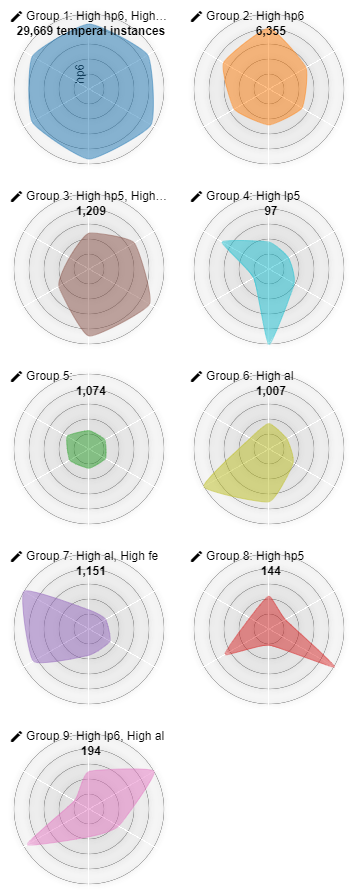 Group 1: High hp6, High...
29,669 temperal instances
hp6
Group 2: High hp6
6,355
Group 3: High hp5, High...
1,209
Group 4: High lp5
97
Group 5:
1,074
Group 6: High al
1,007
Group 7: High al, High fe
1,151
Group 8: High hp5
144
Group 9: High lp6, High al
194